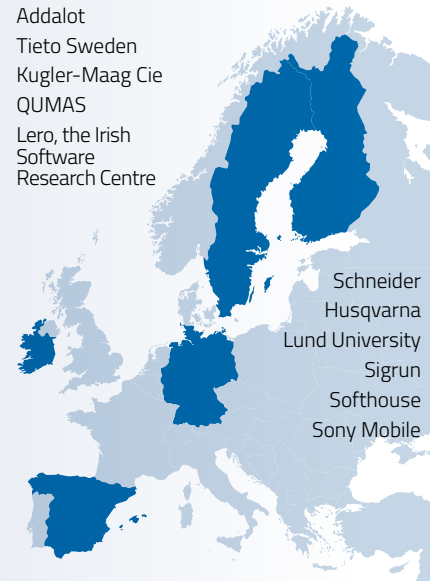 Addalot
Tieto Sweden
Kugler-Maag Cie
QUMAS
Lero, the Irish
Software
Research Centre
Schneider
Husqvarna
Lund University
Sigrun
Softhouse
Sony Mobile